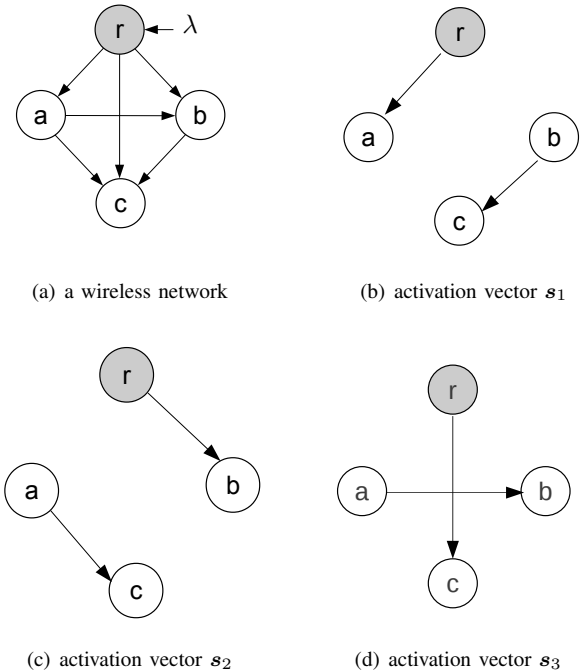 r
λ
a
b
c
r
a
b
c
(a) a wireless network
(b) activation vector s₁
r
a
b
c
r
a
b
c
(c) activation vector s₂
(d) activation vector s₃